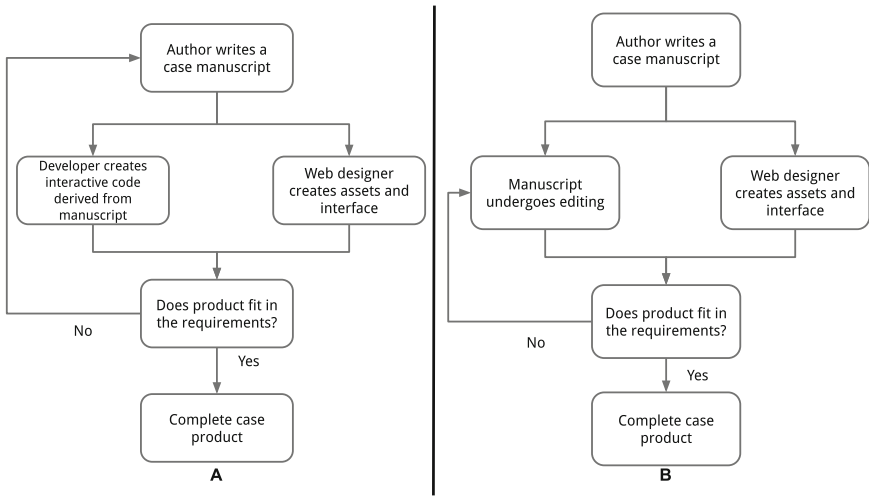 Author writes a
case manuscript
Developer creates
interactive code
derived from
manuscript
Web designer
creates assets and
interface
Does product fit in
the requirements?
No
Yes
Complete case
product
A
Author writes a
case manuscript
Manuscript
undergoes editing
Web designer
creates assets and
interface
Does product fit in
the requirements?
No
Yes
Complete case
product
B